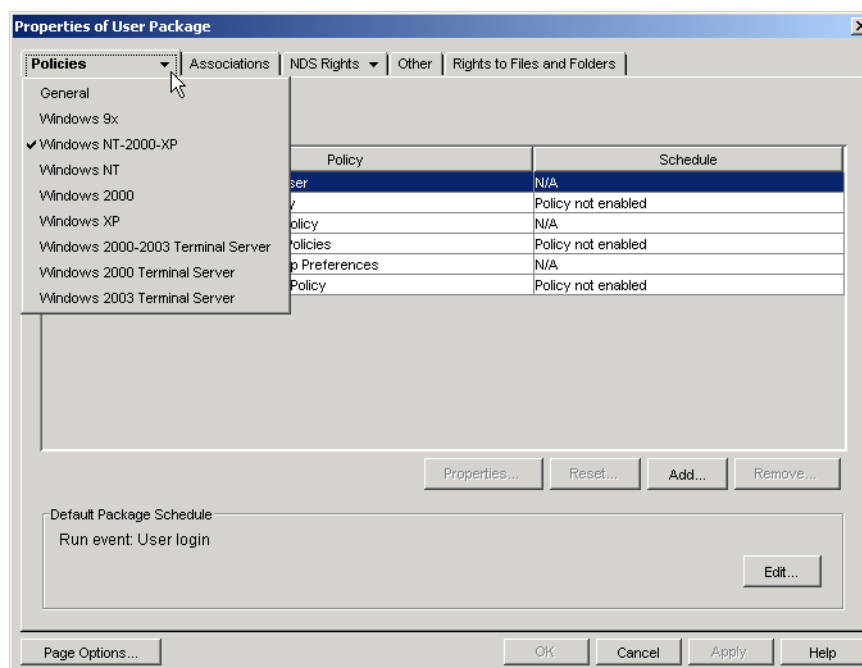 Properties of User Package
Policies Associations NDS Rights Other Rights to Files and Folders
General
Windows 9x
Windows NT-2000-XP
Windows NT
Windows 2000
Windows XP
Windows 2000-2003 Terminal Server
Windows 2000 Terminal Server
Windows 2003 Terminal Server
Policy Schedule
N/A
Policy not enabled
N/A
Policy not enabled
p Preferences N/A
Policy Policy not enabled
Properties... Reset... Add... Remove...
Default Package Schedule
Run event: User login
Edit...
Page Options... OK Cancel Apply Help